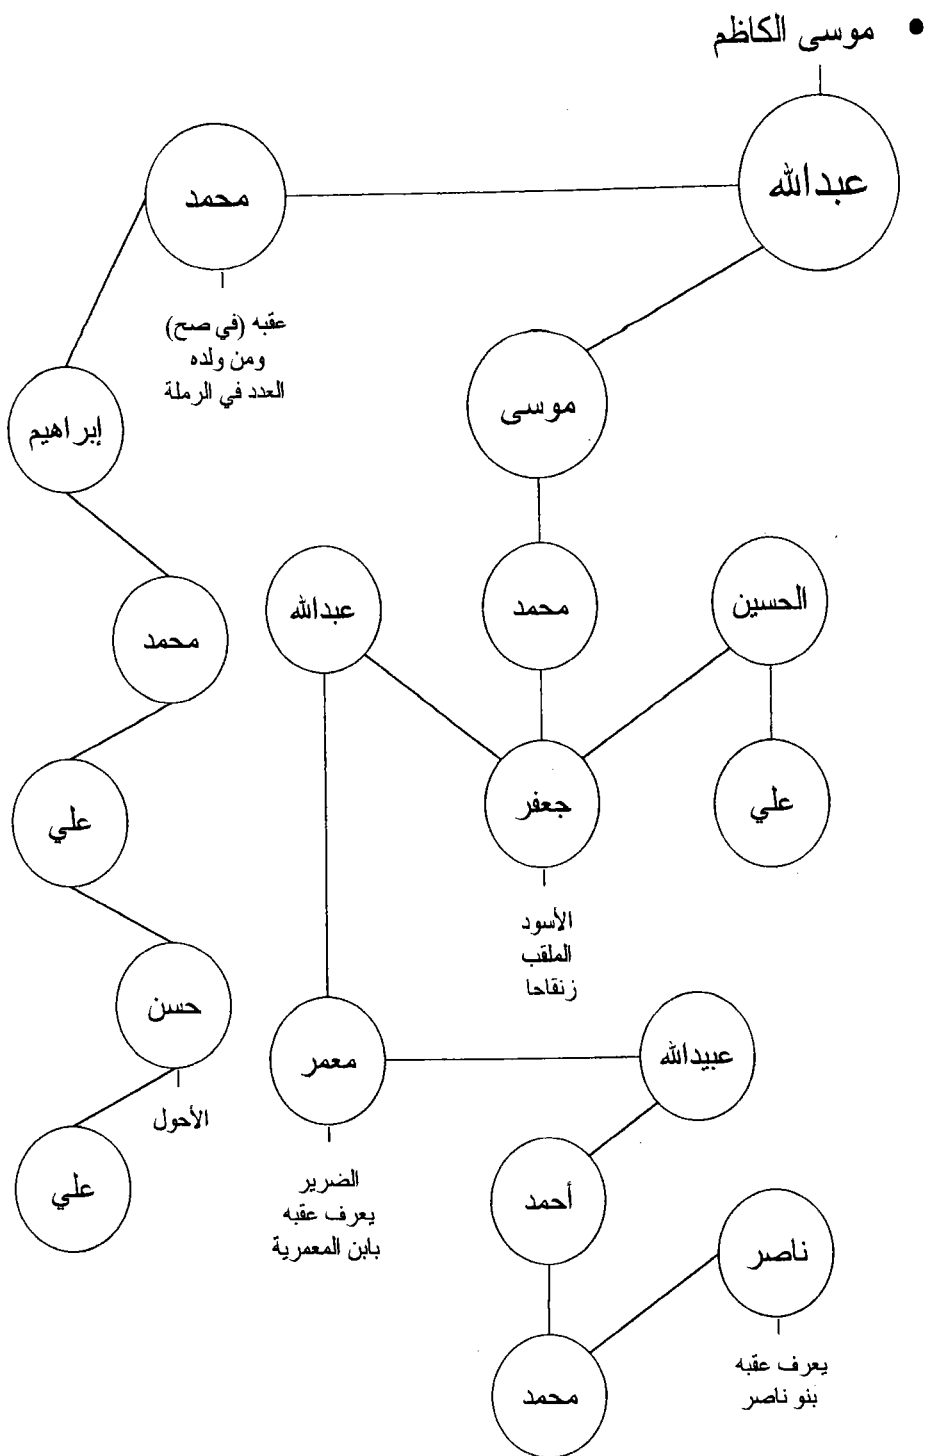 • موسى الكاظم
عبدالله
محمد
عقبه (في صح)
ومن ولده
العدد في الرملة
موسى
إبراهيم
الحسين
محمد
عبدالله
محمد
علي
جعفر
علي
الأسود
الملقب
زنقاحا
حسن
الأحول
عبيدالله
معمر
الضرير
يعرف عقبه
بابن المعمرية
علي
أحمد
ناصر
يعرف عقبه
بنو ناصر
محمد